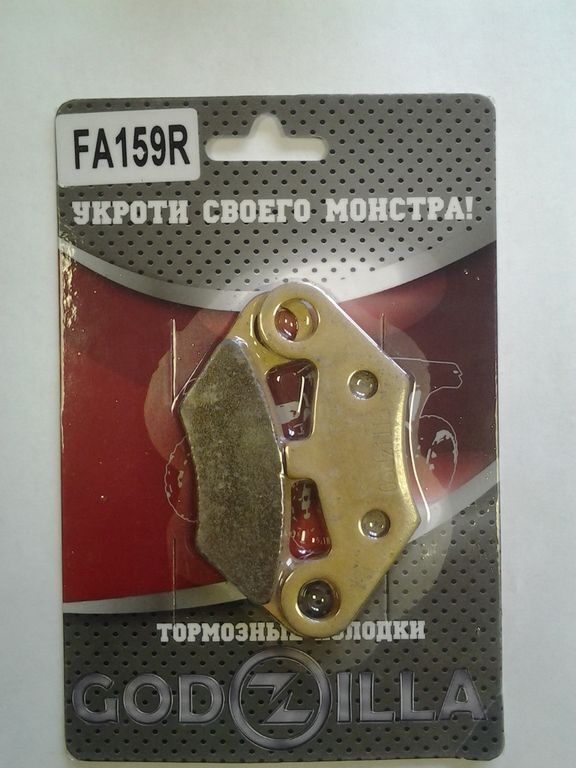 FA159R
УКРОТИ СВОЕГО МОНСТРА!
ТОРМОЗНЫЕ КОЛОДКИ
GODZILLA